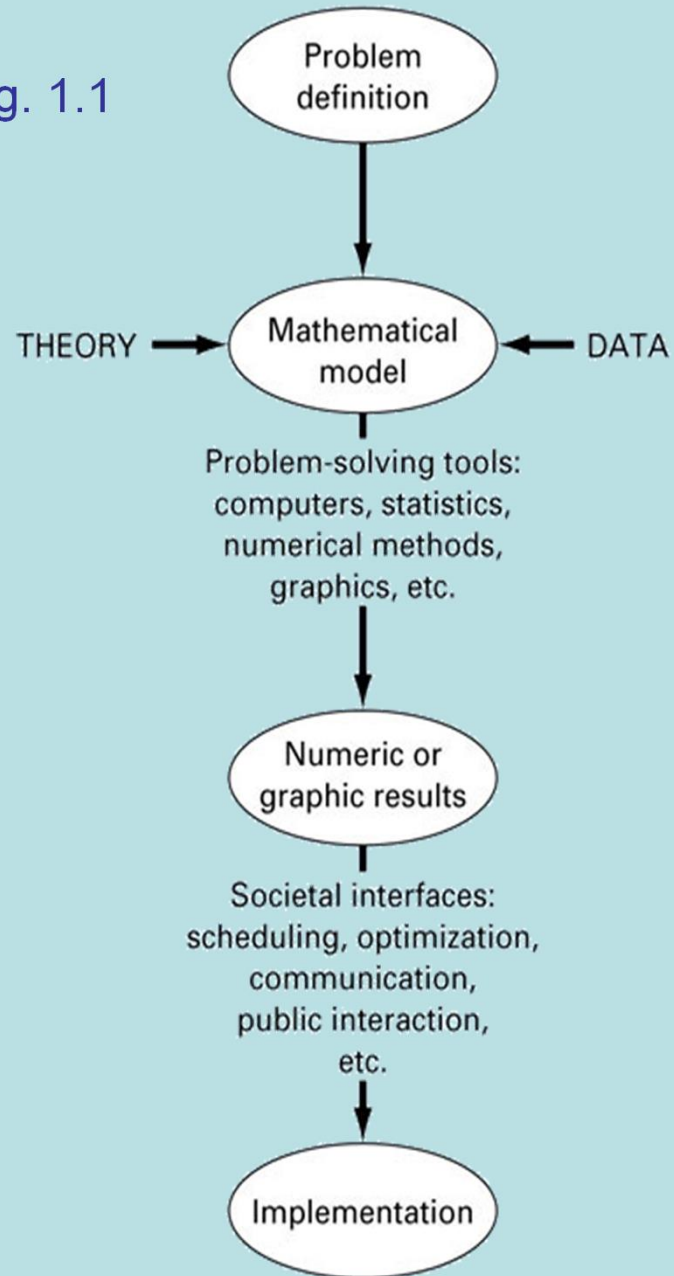 g. 1.1
Problem
definition
THEORY
Mathematical
model
DATA
Problem-solving tools:
computers, statistics,
numerical methods,
graphics, etc.
Numeric or
graphic results
Societal interfaces:
scheduling, optimization,
communication,
public interaction,
etc.
Implementation